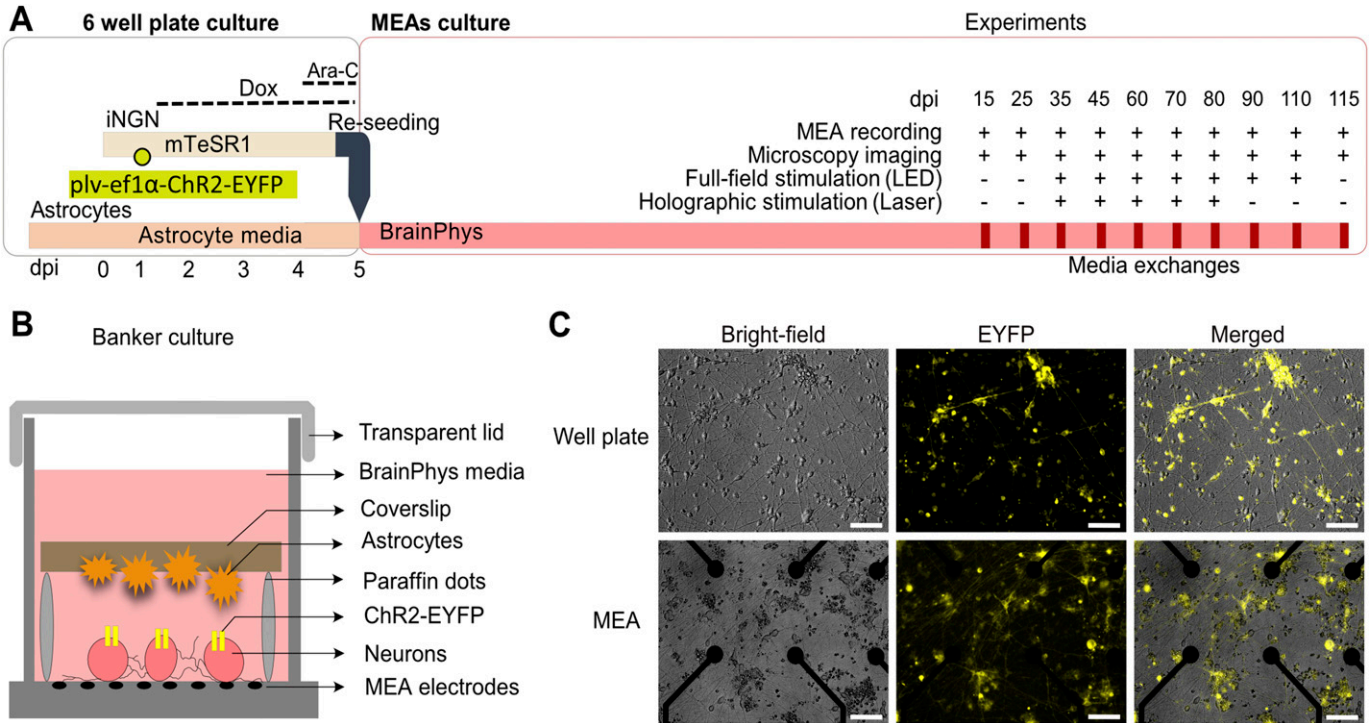 A
6 well plate culture
MEAs culture
Experiments
Ara-C
Dox
iNGN
Re-seeding
mTeSR1
plv-ef1α-ChR2-EYFP
Astrocytes
Astrocyte media
BrainPhys
dpi 0 1 2 3 4 5
dpi 15 25 35 45 60 70 80 90 110 115
MEA recording + + + + + + + + + +
Microscopy imaging + + + + + + + + + +
Full-field stimulation (LED) - - + + + + + + + -
Holographic stimulation (Laser) - - + + + + + - - -
Media exchanges
B
Banker culture
Transparent lid
BrainPhys media
Coverslip
Astrocytes
Paraffin dots
ChR2-EYFP
Neurons
MEA electrodes
C
Bright-field EYFP Merged
Well plate
MEA